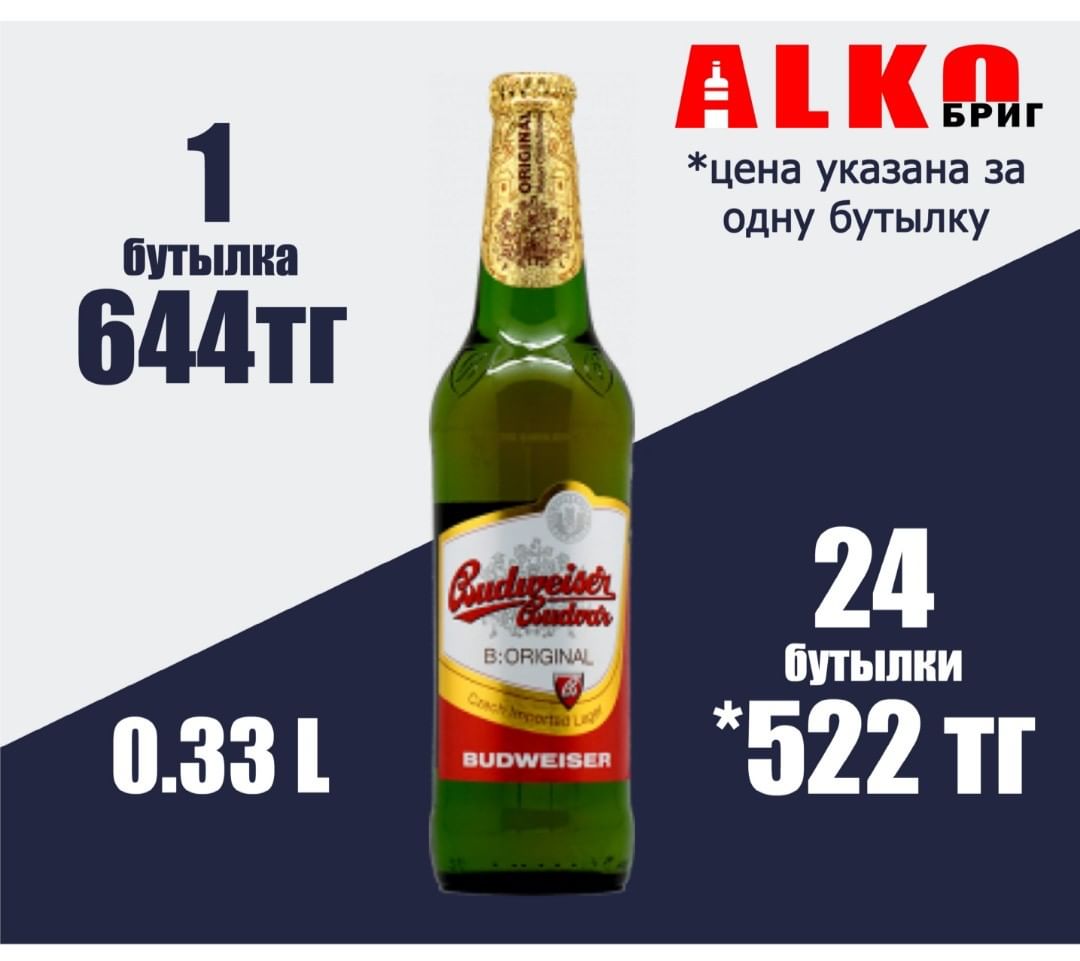 ALKO
БРИГ
*цена указана за
одну бутылку
1
бутылка
644тг
ORIGINAL
Budweiser
Budvar
B:ORIGINAL
Czech Imported Lager
BUDWEISER
0.33 L
24
бутылки
*522 тг